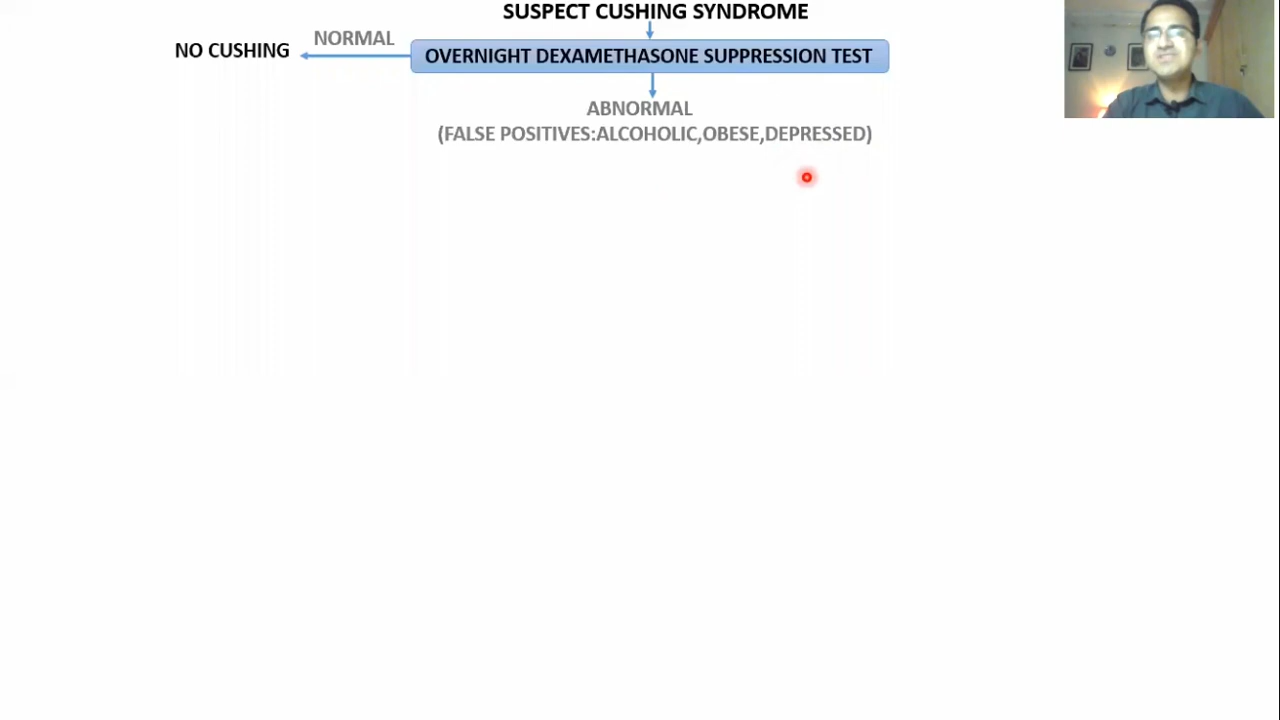 SUSPECT CUSHING SYNDROME
NO CUSHING
NORMAL
OVERNIGHT DEXAMETHASONE SUPPRESSION TEST
ABNORMAL
(FALSE POSITIVES:ALCOHOLIC,OBESE,DEPRESSED)